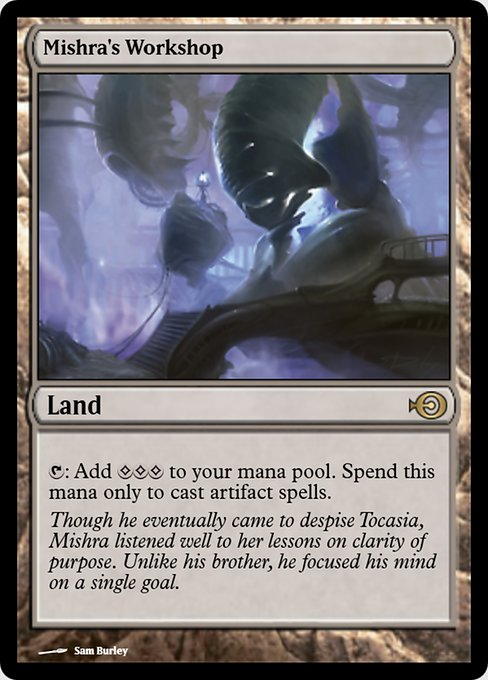 Mishra's Workshop
Land
: Add to your mana pool. Spend this
mana only to cast artifact spells.
Though he eventually came to despise Tocasia,
Mishra listened well to her lessons on clarity of
purpose. Unlike his brother, he focused his mind
on a single goal.
Sam Burley